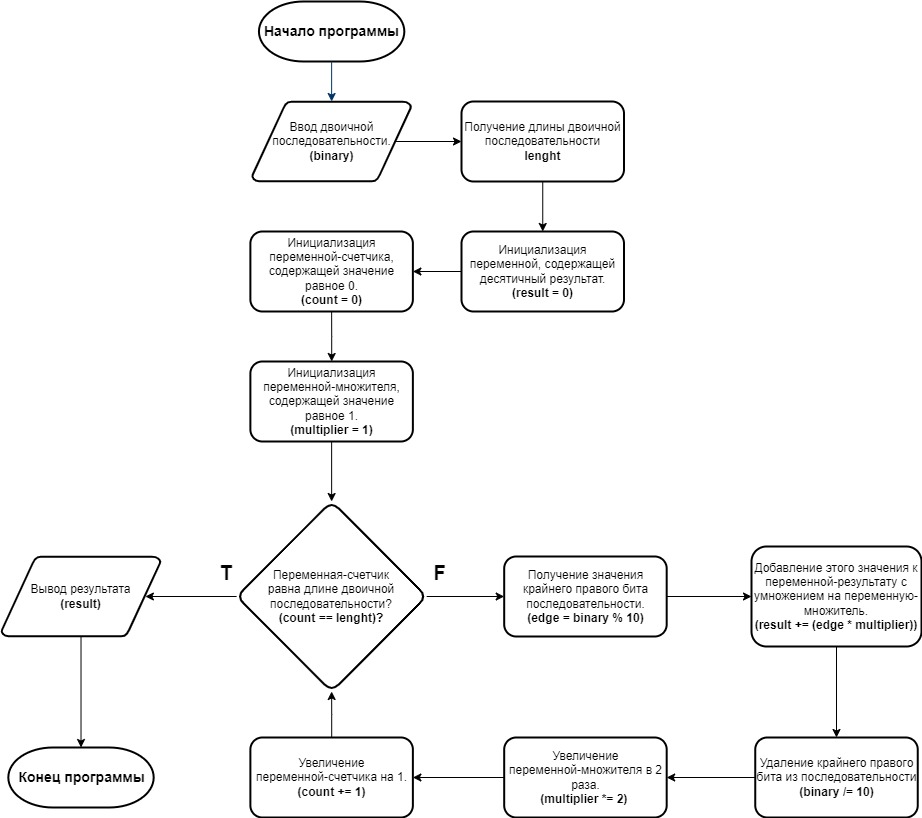 Начало программы
Ввод двоичной
последовательности.
(binary)
Получение длины двоичной
последовательности
lenght
Инициализация
переменной-счетчика,
содержащей значение
равное 0.
(count = 0)
Инициализация
переменной, содержащей
десятичный результат.
(result = 0)
Инициализация
переменной-множителя,
содержащей значение
равное 1.
(multiplier = 1)
T
Переменная-счетчик
равна длине двоичной
последовательности?
(count == lenght)?
F
Вывод результата
(result)
Получение значения
крайнего правого бита
последовательности.
(edge = binary % 10)
Добавление этого значения к
переменной-результату с
умножением на переменную-
множитель.
(result += (edge * multiplier))
Конец программы
Увеличение
переменной-счетчика на 1.
(count += 1)
Увеличение
переменной-множителя в 2
раза.
(multiplier *= 2)
Удаление крайнего правого
бита из последовательности
(binary /= 10)